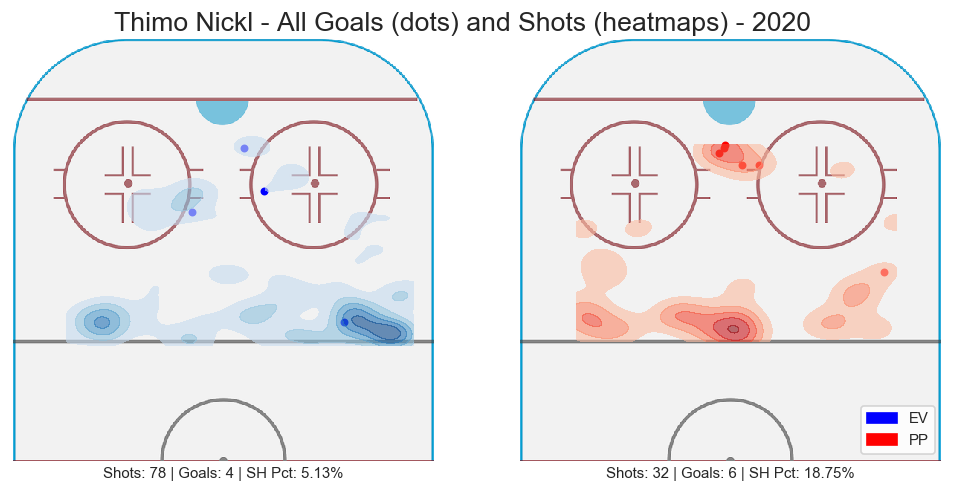 Thimo Nickl - All Goals (dots) and Shots (heatmaps) - 2020
EV
PP
Shots: 78 | Goals: 4 | SH Pct: 5.13%
Shots: 32 | Goals: 6 | SH Pct: 18.75%